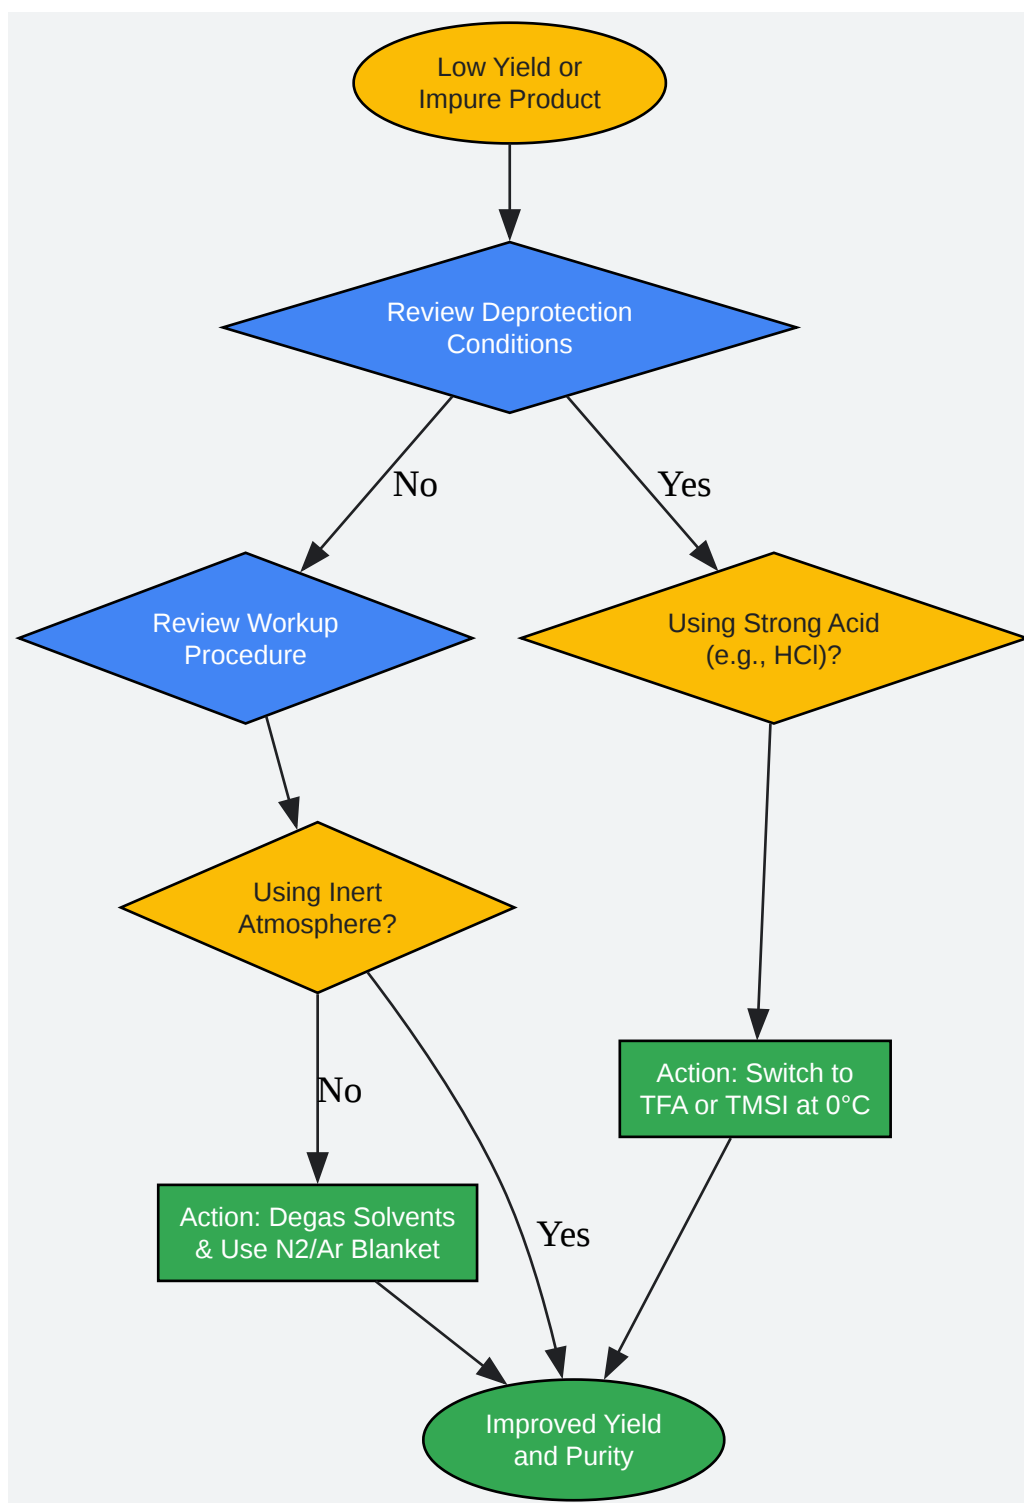 Low Yield or
Impure Product
Review Deprotection
Conditions
No
Yes
Review Workup
Procedure
Using Strong Acid
(e.g., HCl)?
Using Inert
Atmosphere?
No
Action: Switch to
TFA or TMSI at 0°C
Action: Degas Solvents
& Use N2/Ar Blanket
Yes
Improved Yield
and Purity